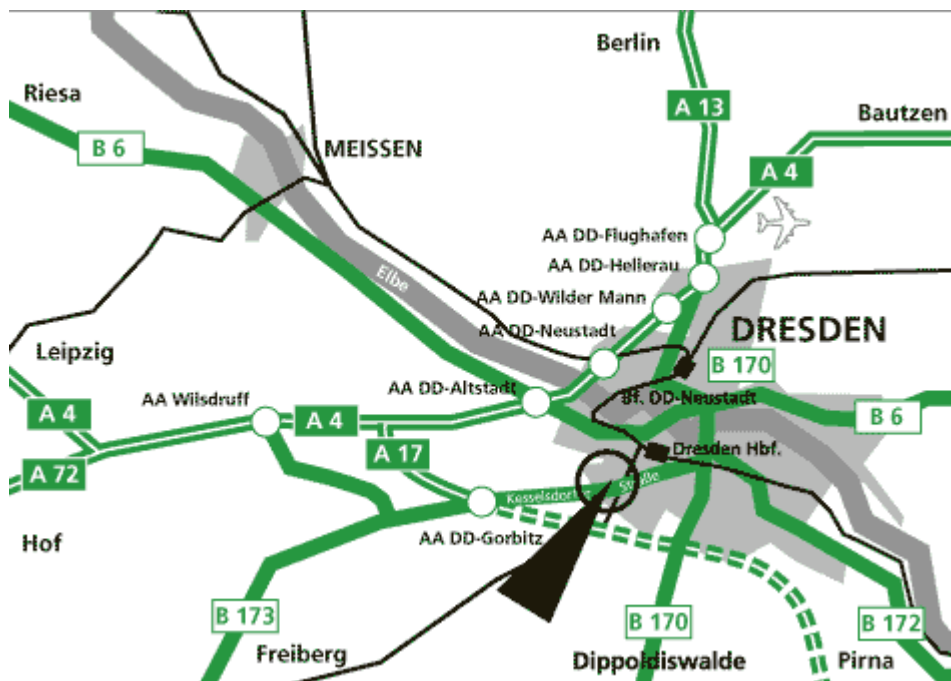 Berlin
Riesa
A 13
Bautzen
B 6
MEISSEN
A 4
AA DD-Flughafen
AA DD-Hellerau
Elbe
AA DD-Wilder Mann
AA DD-Neustadt
DRESDEN
Leipzig
B 170
AA DD-Altstadt
Bf. DD-Neustadt
AA Wilsdruff
A 4
A 4
B 6
A 17
Dresden Hbf.
A 72
Kesselsdorf
Straße
Hof
AA DD-Gorbitz
B 173
B 170
B 172
Freiberg
Dippoldiswalde
Pirna